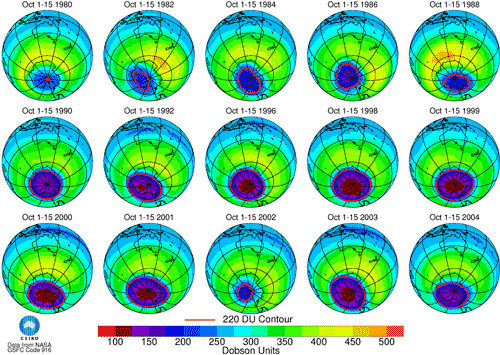 Oct 1-15 1980 Oct 1-15 1982 Oct 1-15 1984 Oct 1-15 1986 Oct 1-15 1988
Oct 1-15 1990 Oct 1-15 1992 Oct 1-15 1996 Oct 1-15 1998 Oct 1-15 1999
Oct 1-15 2000 Oct 1-15 2001 Oct 1-15 2002 Oct 1-15 2003 Oct 1-15 2004
220 DU Contour
CSIRO
Data from NASA
GSFC Code 916
100 150 200 250 300 350 400 450 500
Dobson Units